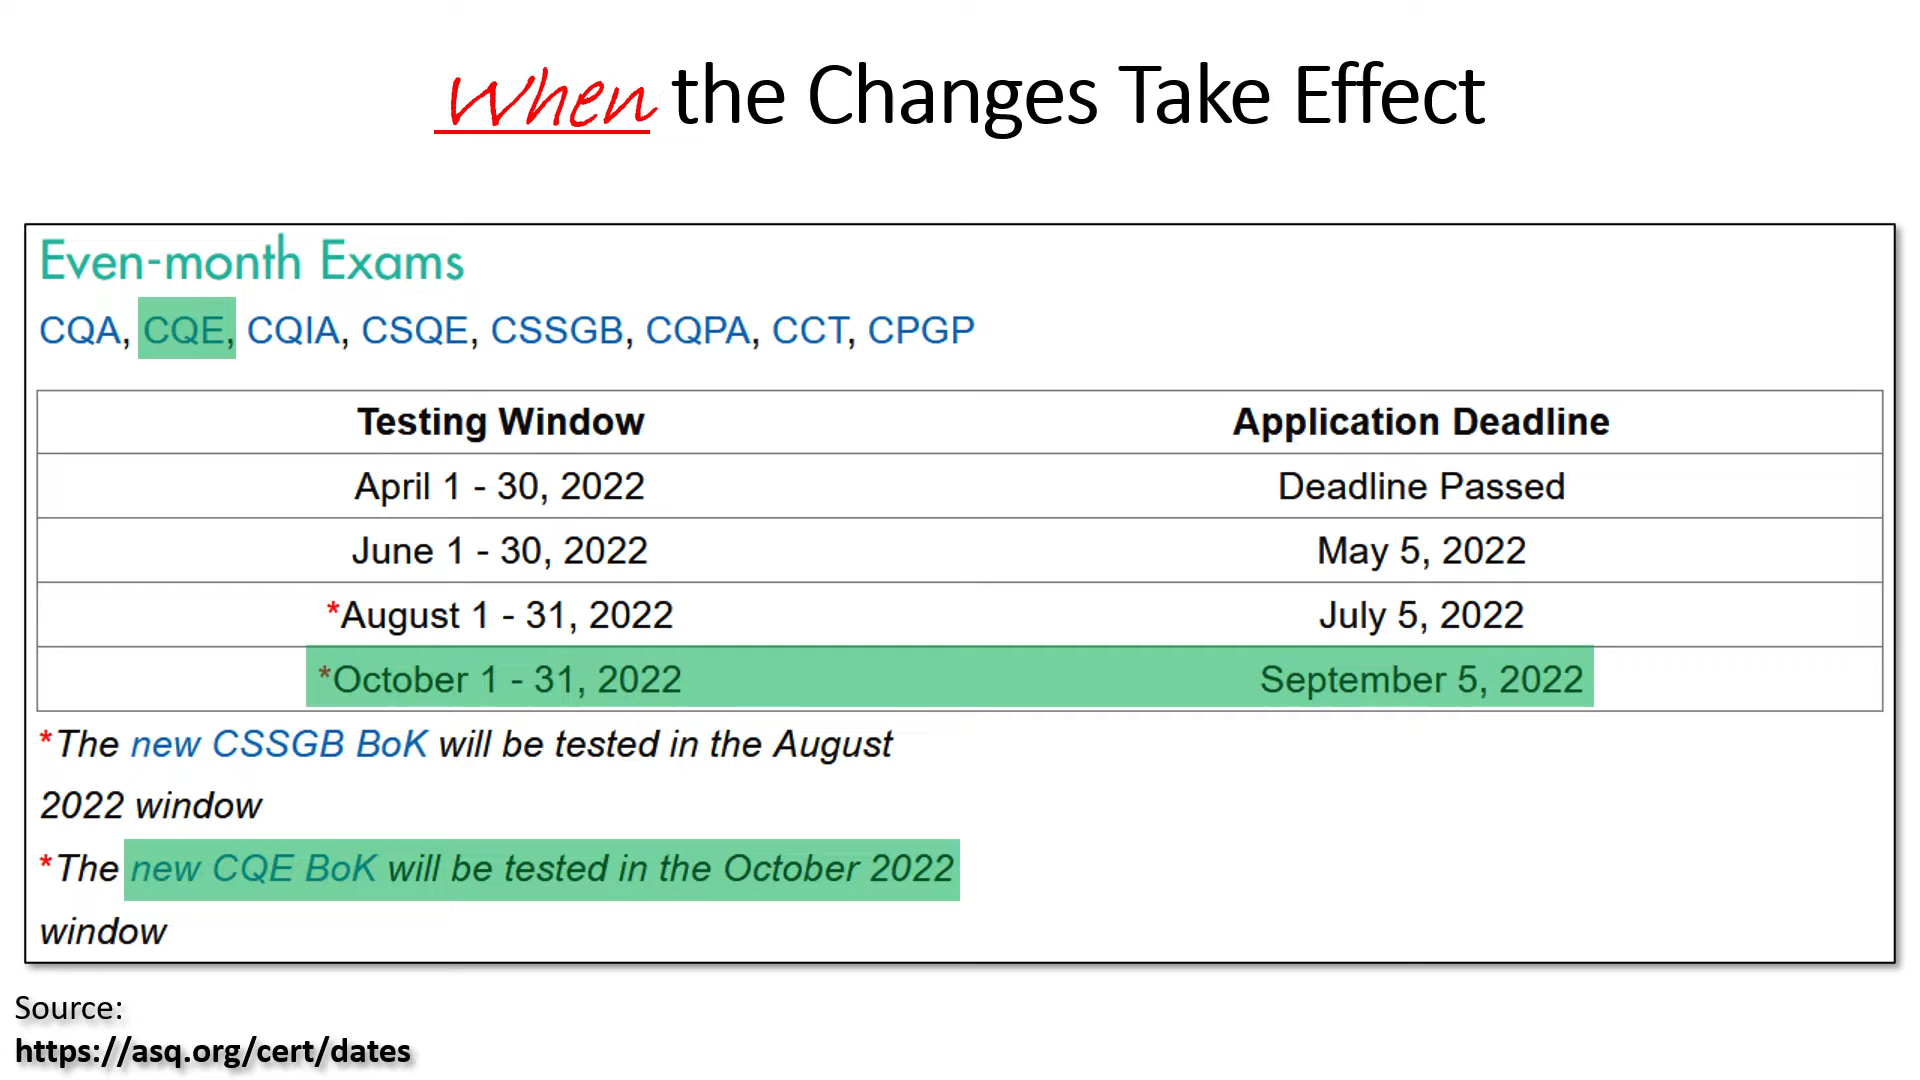 When the Changes Take Effect
Even-month Exams
CQA, CQE, CQIA, CSQE, CSSGB, CQPA, CCT, CPGP
Testing Window Application Deadline
April 1 - 30, 2022 Deadline Passed
June 1 - 30, 2022 May 5, 2022
*August 1 - 31, 2022 July 5, 2022
*October 1 - 31, 2022 September 5, 2022
*The new CSSGB BoK will be tested in the August
2022 window
*The new CQE BoK will be tested in the October 2022
window
Source:
https://asq.org/cert/dates